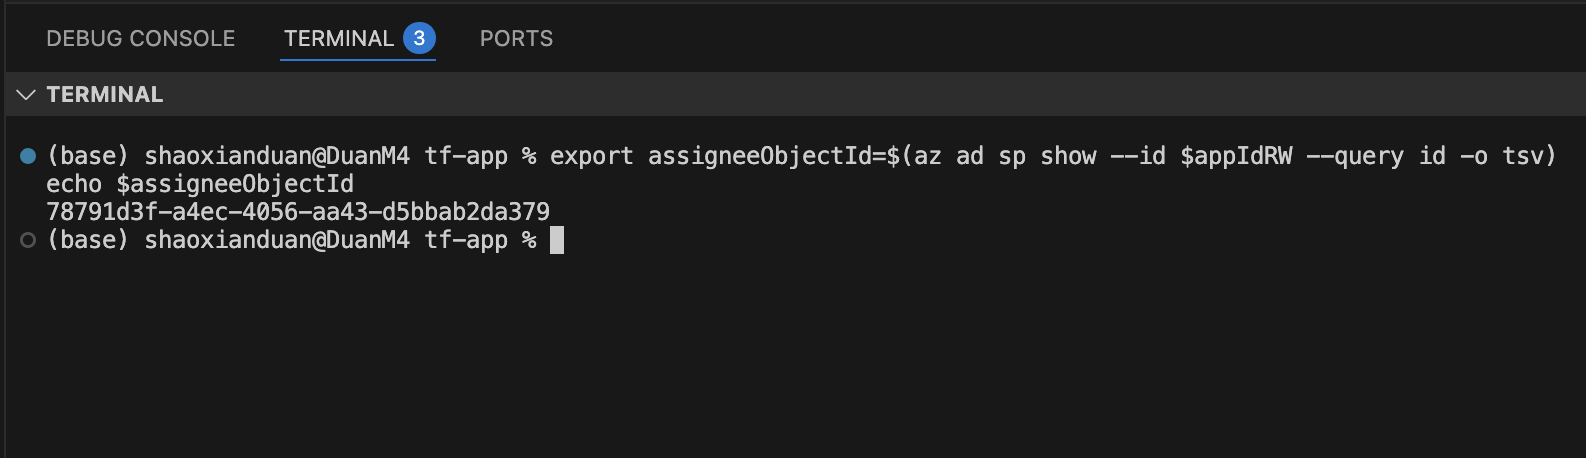 DEBUG CONSOLE TERMINAL 3 PORTS
TERMINAL
(base) shaoxianduan@DuanM4 tf-app % export assigneeObjectId=$(az ad sp show --id $appIdRW --query id -o tsv)
echo $assigneeObjectId
78791d3f-a4ec-4056-aa43-d5bbab2da379
(base) shaoxianduan@DuanM4 tf-app %